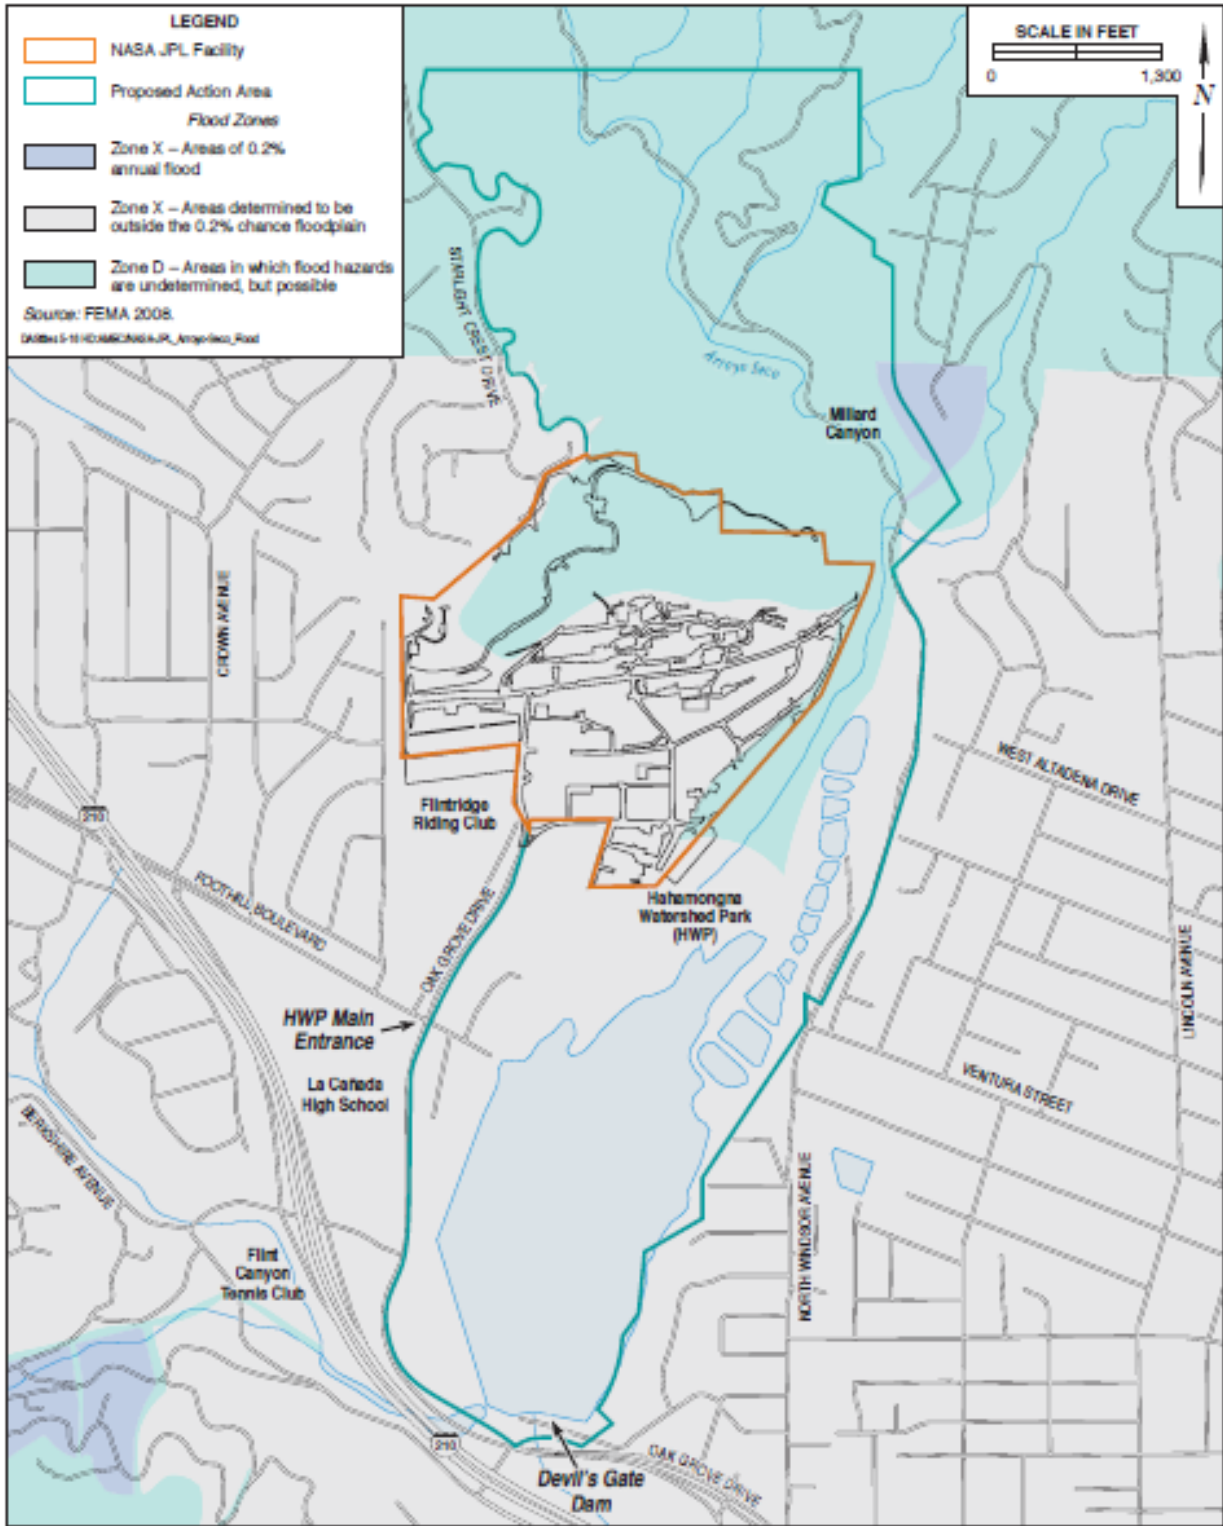 LEGEND
NASA JPL Facility
Proposed Action Area
Flood Zones
Zone X – Areas of 0.2%
annual flood
Zone X – Areas determined to be
outside the 0.2% chance floodplain
Zone D – Areas in which flood hazards
are undetermined, but possible
Source: FEMA 2008.
SCALE IN FEET
0 1,300
N
STARLIGHT CREST DRIVE
Arroyo Seco
Millard
Canyon
CROWN AVENUE
WEST ALTADENA DRIVE
Flintridge
Riding Club
210
FOOTHILL BOULEVARD
OAK GROVE DRIVE
Hahamongna
Watershed Park
(HWP)
LINCOLN AVENUE
HWP Main
Entrance
La Cañada
High School
VENTURA STREET
BERKSHIRE AVENUE
NORTH WINDSOR AVENUE
Flint
Canyon
Tennis Club
210
OAK GROVE DRIVE
Devil's Gate
Dam